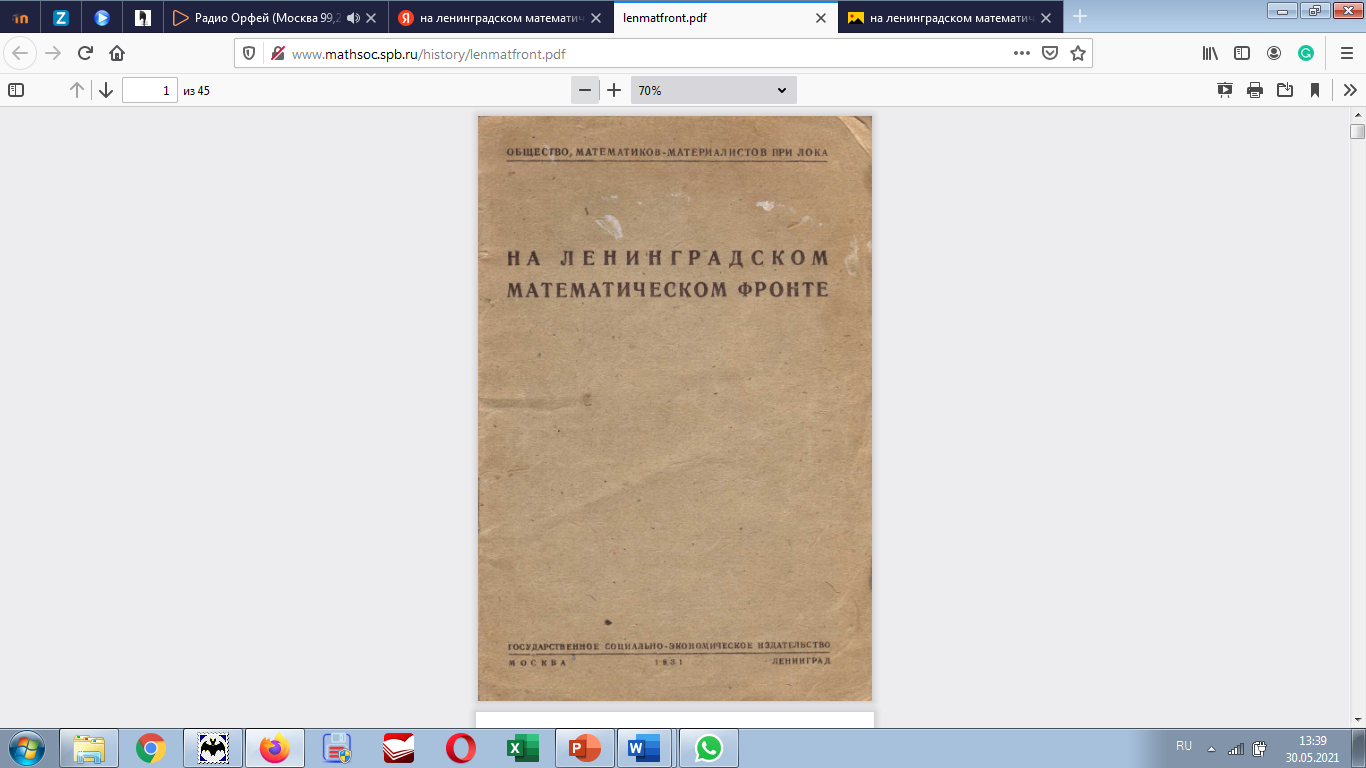 Радио Орфей (Москва 99,2
на ленинградском математич
lenmatfront.pdf
на ленинградском математич
www.mathsoc.spb.ru/history/lenmatfront.pdf
1 из 45
70%
ОБЩЕСТВО, МАТЕМАТИКОВ-МАТЕРИАЛИСТОВ ПРИ ЛОКА
НА ЛЕНИНГРАДСКОМ
МАТЕМАТИЧЕСКОМ ФРОНТЕ
ГОСУДАРСТВЕННОЕ СОЦИАЛЬНО-ЭКОНОМИЧЕСКОЕ ИЗДАТЕЛЬСТВО
МОСКВА 1931 ЛЕНИНГРАД
RU
13:39
30.05.2021